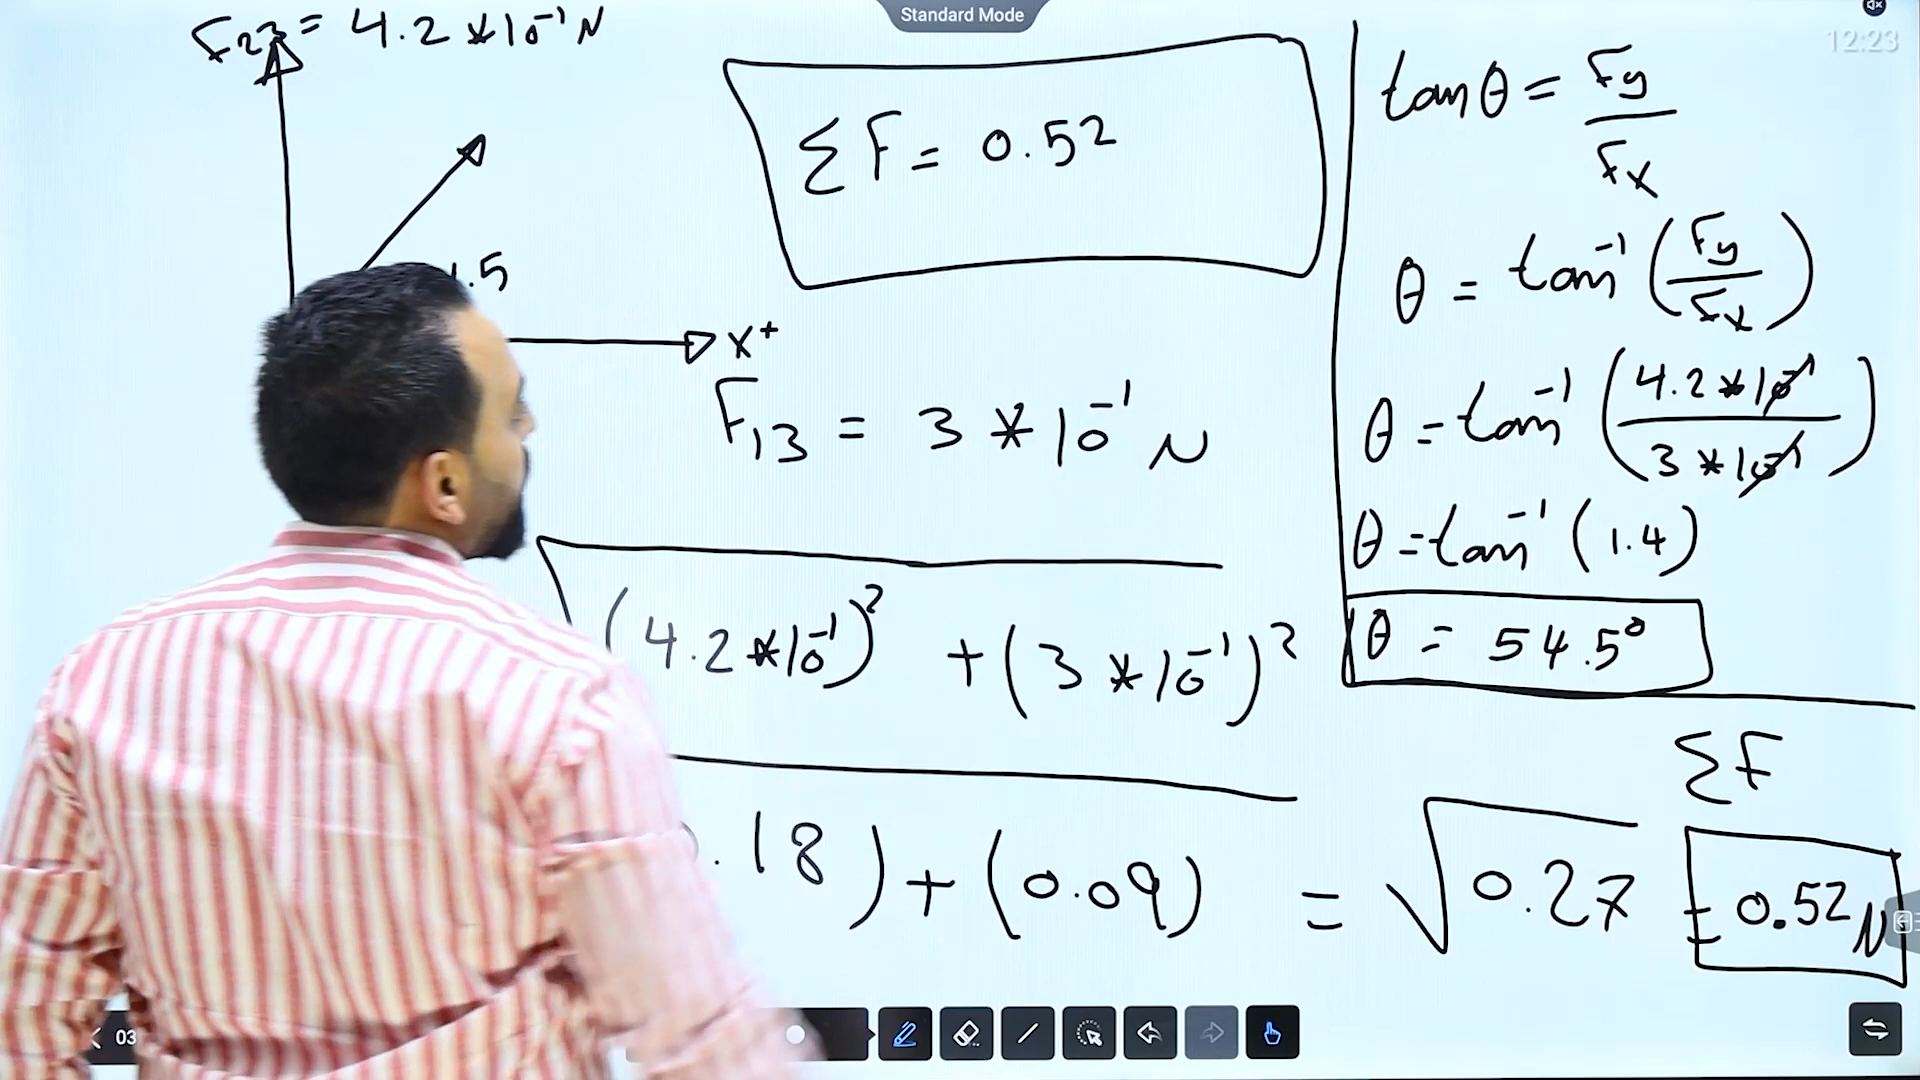 Standard Mode
12:23
F23 = 4.2 * 10⁻¹ N
ΣF = 0.52
.5
x⁺
F13 = 3 * 10⁻¹ N
(4.2 * 10⁻¹)² + (3 * 10⁻¹)²
.18) + (0.09) = √0.27 = 0.52 N
tan θ = Fy / Fx
θ = tan⁻¹ (Fy / Fx)
θ = tan⁻¹ (4.2 * 10⁻¹ / 3 * 10⁻¹)
θ = tan⁻¹ (1.4)
θ = 54.5°
ΣF
03